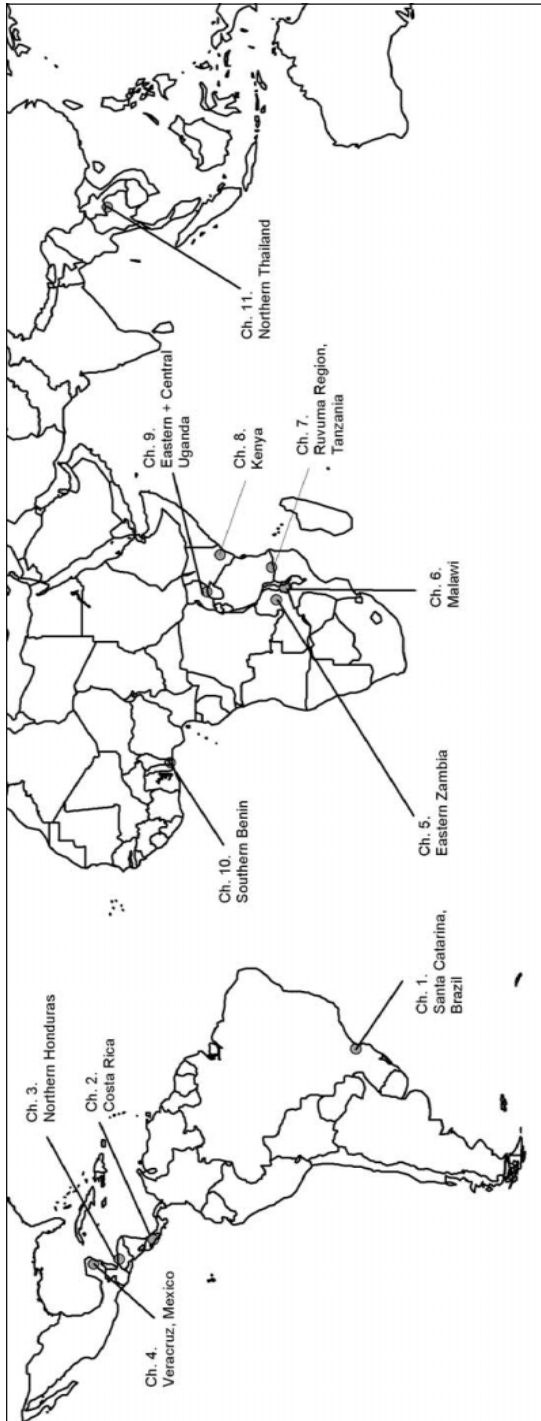 Ch. 4.
Veracruz, Mexico
Ch. 3.
Northern Honduras
Ch. 2.
Costa Rica
Ch. 1.
Santa Catarina,
Brazil
Ch. 10.
Southern Benin
Ch. 5.
Eastern Zambia
Ch. 6.
Malawi
Ch. 9.
Eastern + Central
Uganda
Ch. 8.
Kenya
Ch. 7.
Ruvuma Region,
Tanzania
Ch. 11.
Northern Thailand